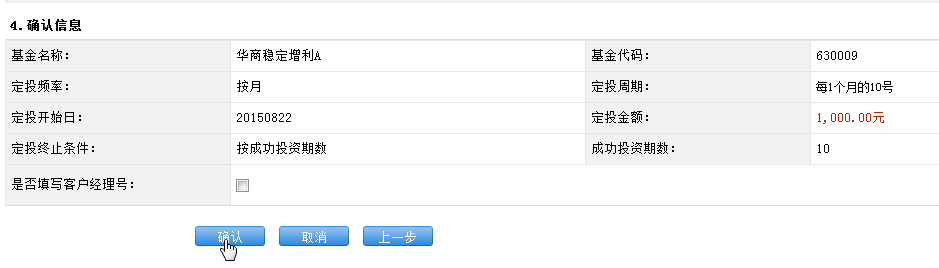 4.确认信息
基金名称： 华商稳定增利A 基金代码： 630009
定投频率： 按月 定投周期： 每1个月的10号
定投开始日： 20150822 定投金额： 1,000.00元
定投终止条件： 按成功投资期数 成功投资期数： 10
是否填写客户经理号：
确认 取消 上一步